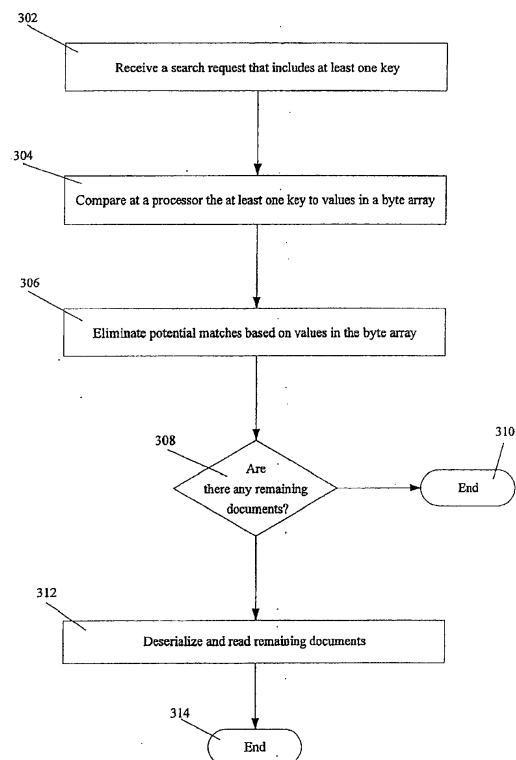 302
Receive a search request that includes at least one key
304
Compare at a processor the at least one key to values in a byte array
306
Eliminate potential matches based on values in the byte array
308
Are
there any remaining
documents?
310
End
312
Deserialize and read remaining documents
314
End